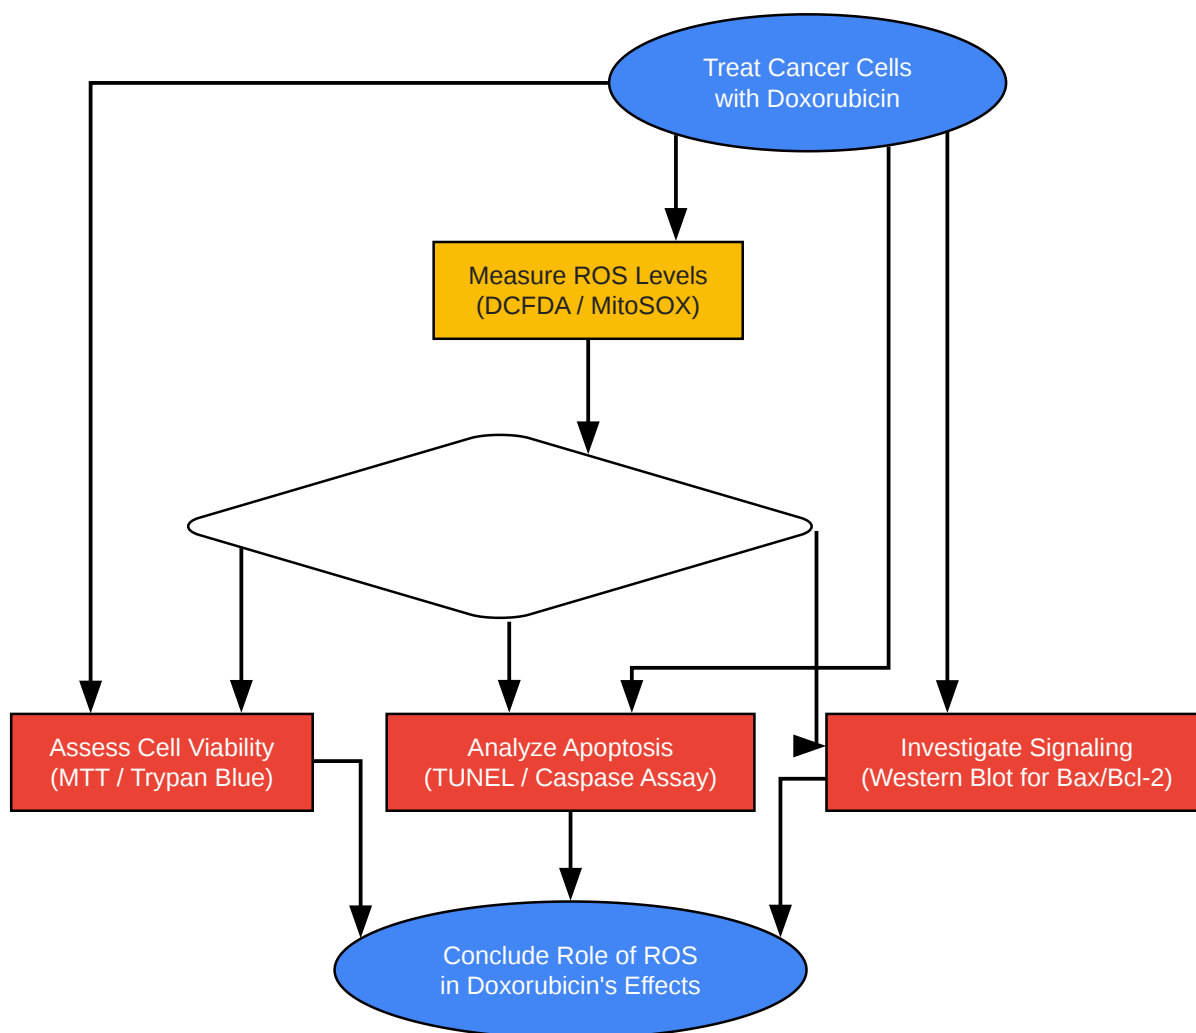 Treat Cancer Cells
with Doxorubicin
Measure ROS Levels
(DCFDA / MitoSOX)
Assess Cell Viability
(MTT / Trypan Blue)
Analyze Apoptosis
(TUNEL / Caspase Assay)
Investigate Signaling
(Western Blot for Bax/Bcl-2)
Conclude Role of ROS
in Doxorubicin's Effects